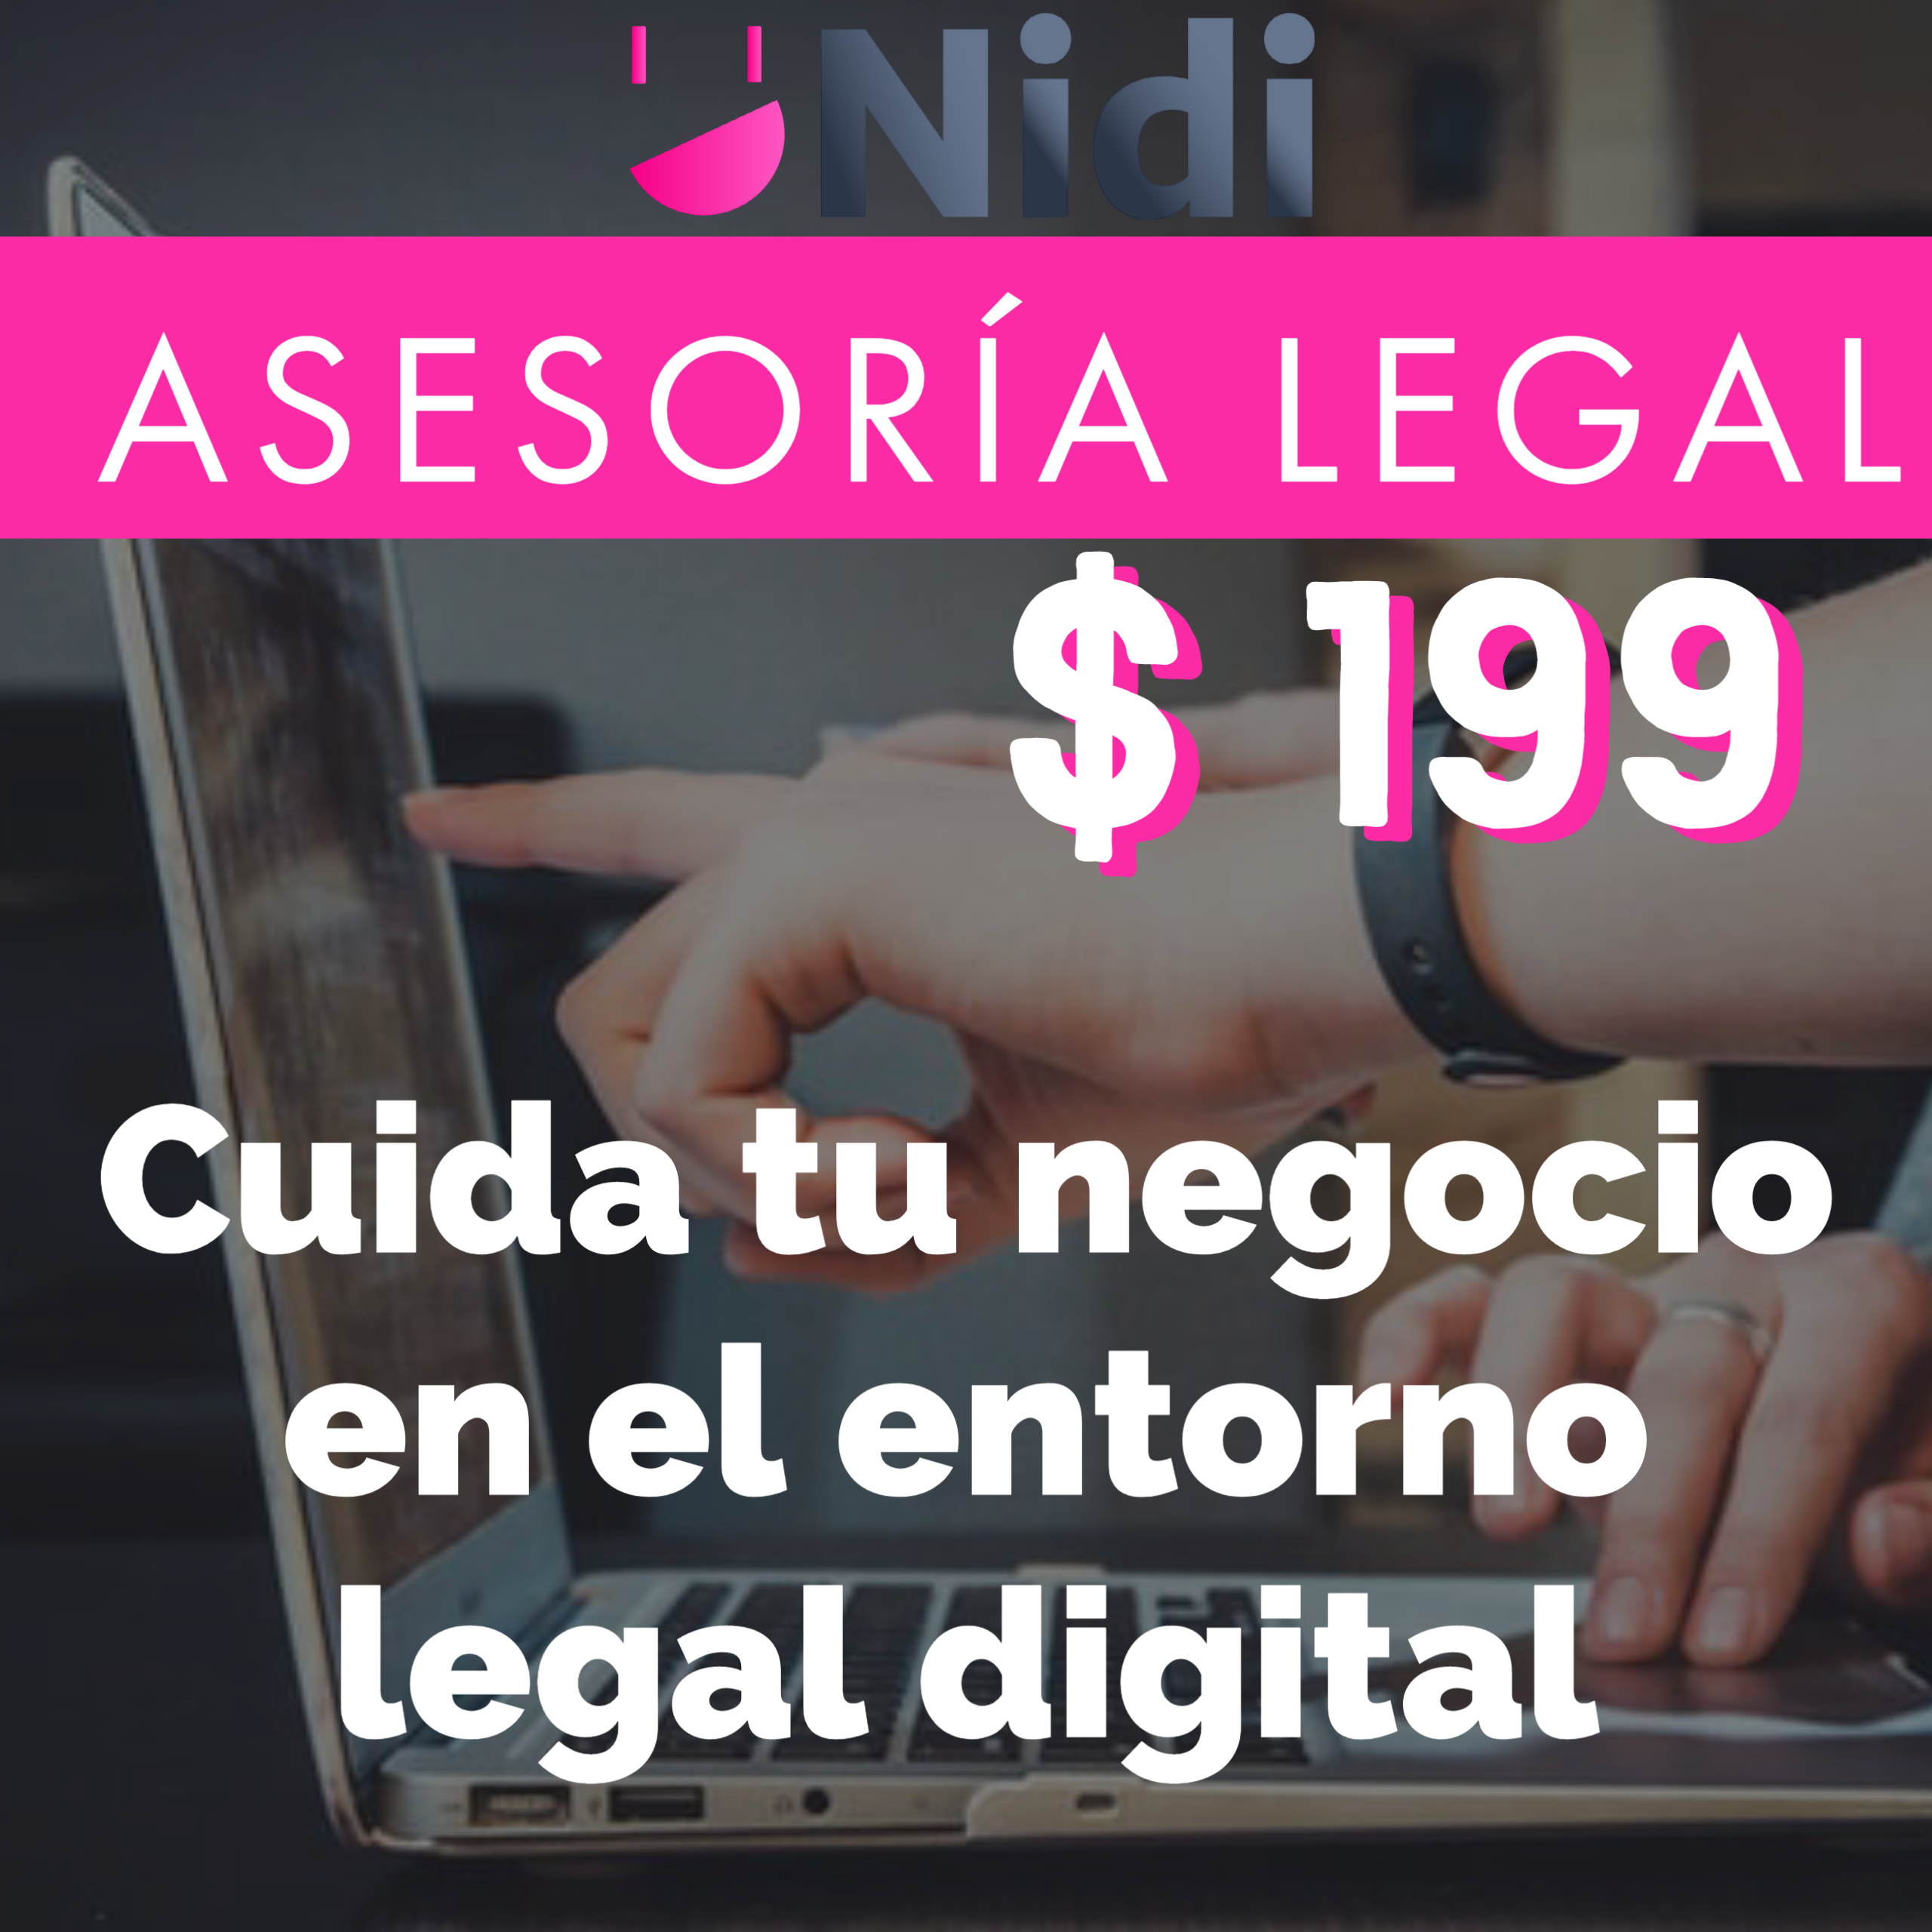 Nidi
ASESORÍA LEGAL
$ 199
Cuida tu negocio
en el entorno
legal digital